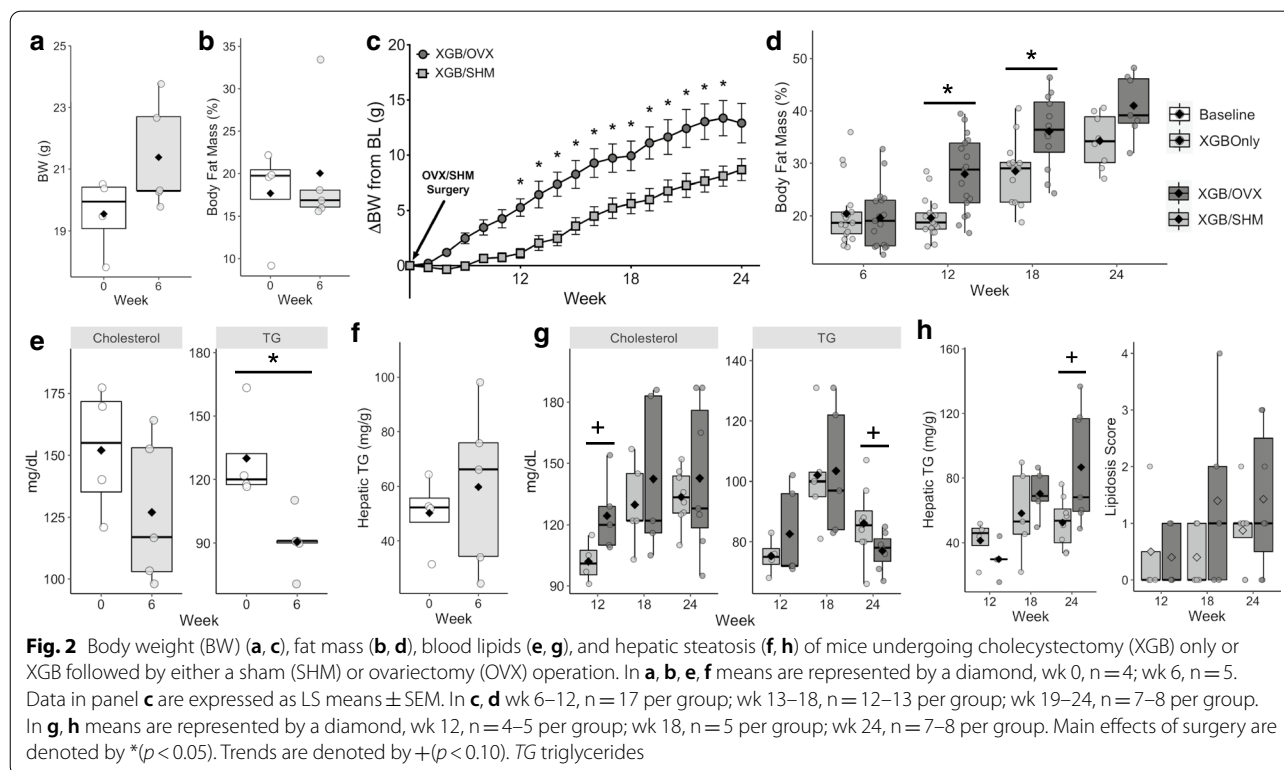 a
BW (g)
25
23
21
19
0
6
Week
b
Body Fat Mass (%)
35
30
25
20
15
10
0
6
Week
c
ΔBW from BL (g)
20
15
10
5
0
XGB/OVX
XGB/SHM
OVX/SHM
Surgery
* * * * * * * * * * * *
12
18
24
Week
d
Body Fat Mass (%)
50
40
30
20
*
*
6
12
18
24
Week
Baseline
XGBOnly
XGB/OVX
XGB/SHM
e
Cholesterol
TG
mg/dL
175
150
125
100
180
150
120
90
*
0
6
0
6
Week
f
Hepatic TG (mg/g)
100
80
60
40
0
6
Week
g
Cholesterol
TG
mg/dL
180
150
120
90
140
120
100
80
+
+
12
18
24
12
18
24
Week
h
Hepatic TG (mg/g)
160
120
80
40
0
+
12
18
24
Week
Lipidosis Score
4
3
2
1
0
12
18
24
Week
Fig. 2 Body weight (BW) (a, c), fat mass (b, d), blood lipids (e, g), and hepatic steatosis (f, h) of mice undergoing cholecystectomy (XGB) only or
XGB followed by either a sham (SHM) or ovariectomy (OVX) operation. In a, b, e, f means are represented by a diamond, wk 0, n = 4; wk 6, n = 5.
Data in panel c are expressed as LS means ± SEM. In c, d wk 6–12, n = 17 per group; wk 13–18, n = 12–13 per group; wk 19–24, n = 7–8 per group.
In g, h means are represented by a diamond, wk 12, n = 4–5 per group; wk 18, n = 5 per group; wk 24, n = 7–8 per group. Main effects of surgery are
denoted by *(p < 0.05). Trends are denoted by +(p < 0.10). TG triglycerides